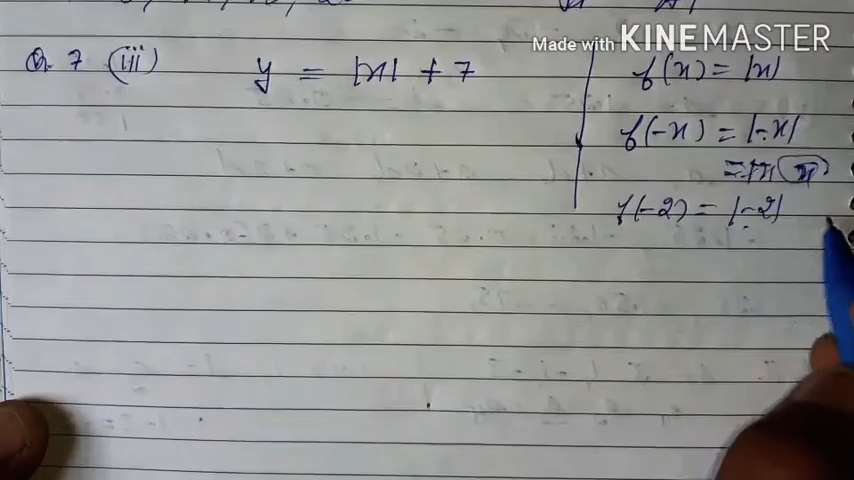 Made with KINEMASTER
Q. 7 (iii) y = |x| + 7
f(x) = |x|
f(-x) = |-x|
= x
f(-2) = |-2|